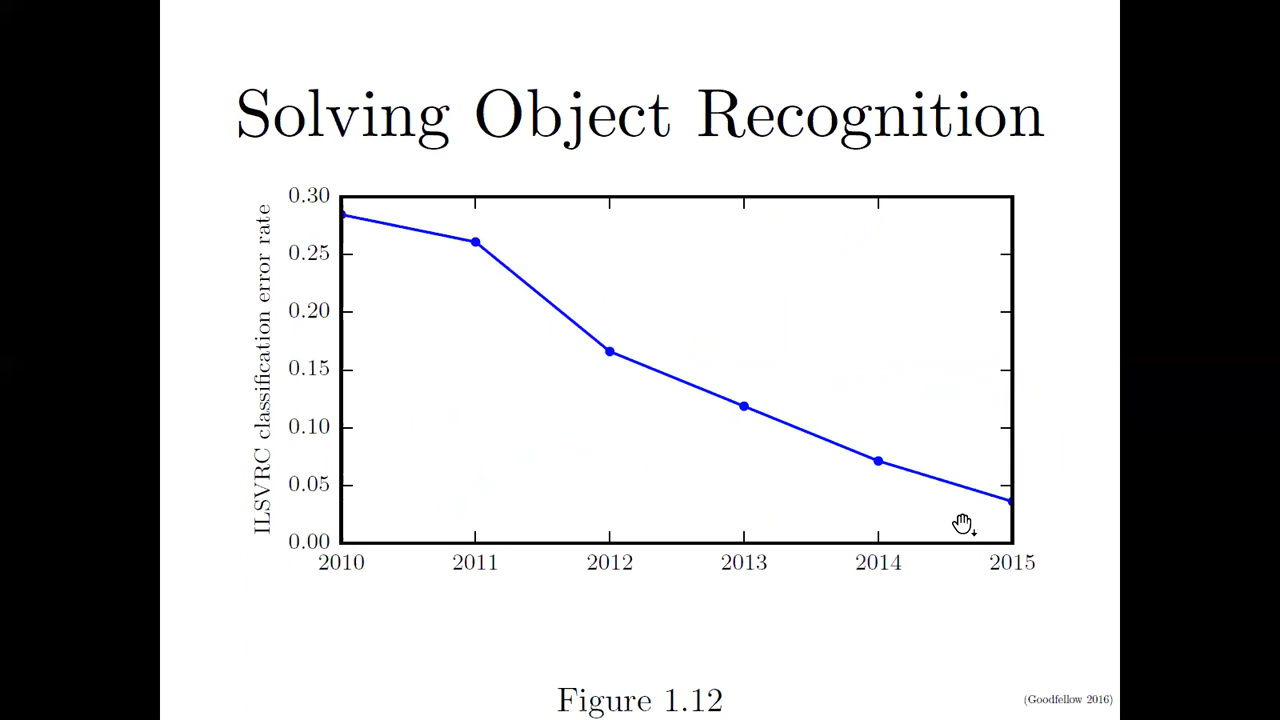 Solving Object Recognition
ILSVRC classification error rate
0.30
0.25
0.20
0.15
0.10
0.05
0.00
2010 2011 2012 2013 2014 2015
Figure 1.12
(Goodfellow 2016)